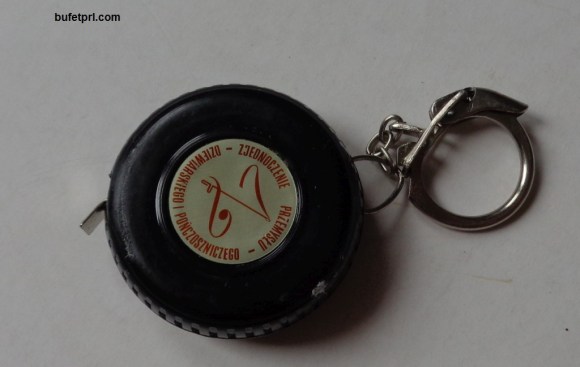 bufetprl.com
ZJEDNOCZENIE PRZEMYSŁU – DZIEWIARSKIEGO I POŃCZOSZNICZEGO –